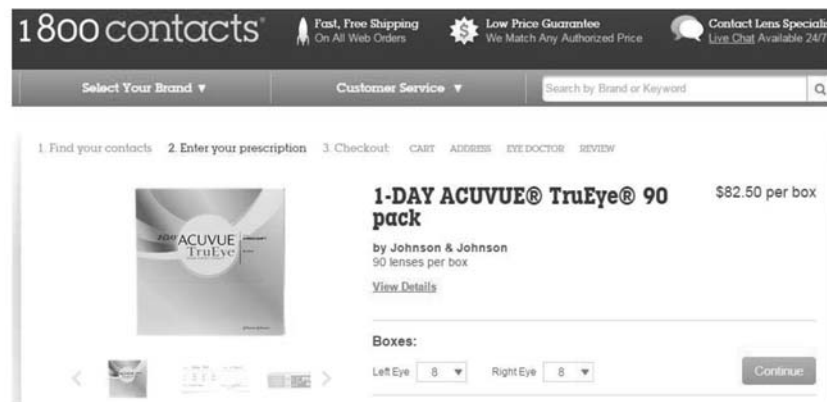 1 800 contacts
Fast, Free Shipping
On All Web Orders
Low Price Guarantee
We Match Any Authorized Price
Contact Lens Speciali
Live Chat Available 24/7
Select Your Brand ▼
Customer Service ▼
Search by Brand or Keyword
1. Find your contacts 2. Enter your prescription 3. Checkout: CART ADDRESS EYE DOCTOR REVIEW
1-DAY ACUVUE® TruEye® 90
pack
$82.50 per box
by Johnson & Johnson
90 lenses per box
View Details
ACUVUE
TruEye
Boxes:
Left Eye 8 ▼ Right Eye 8 ▼
Continue